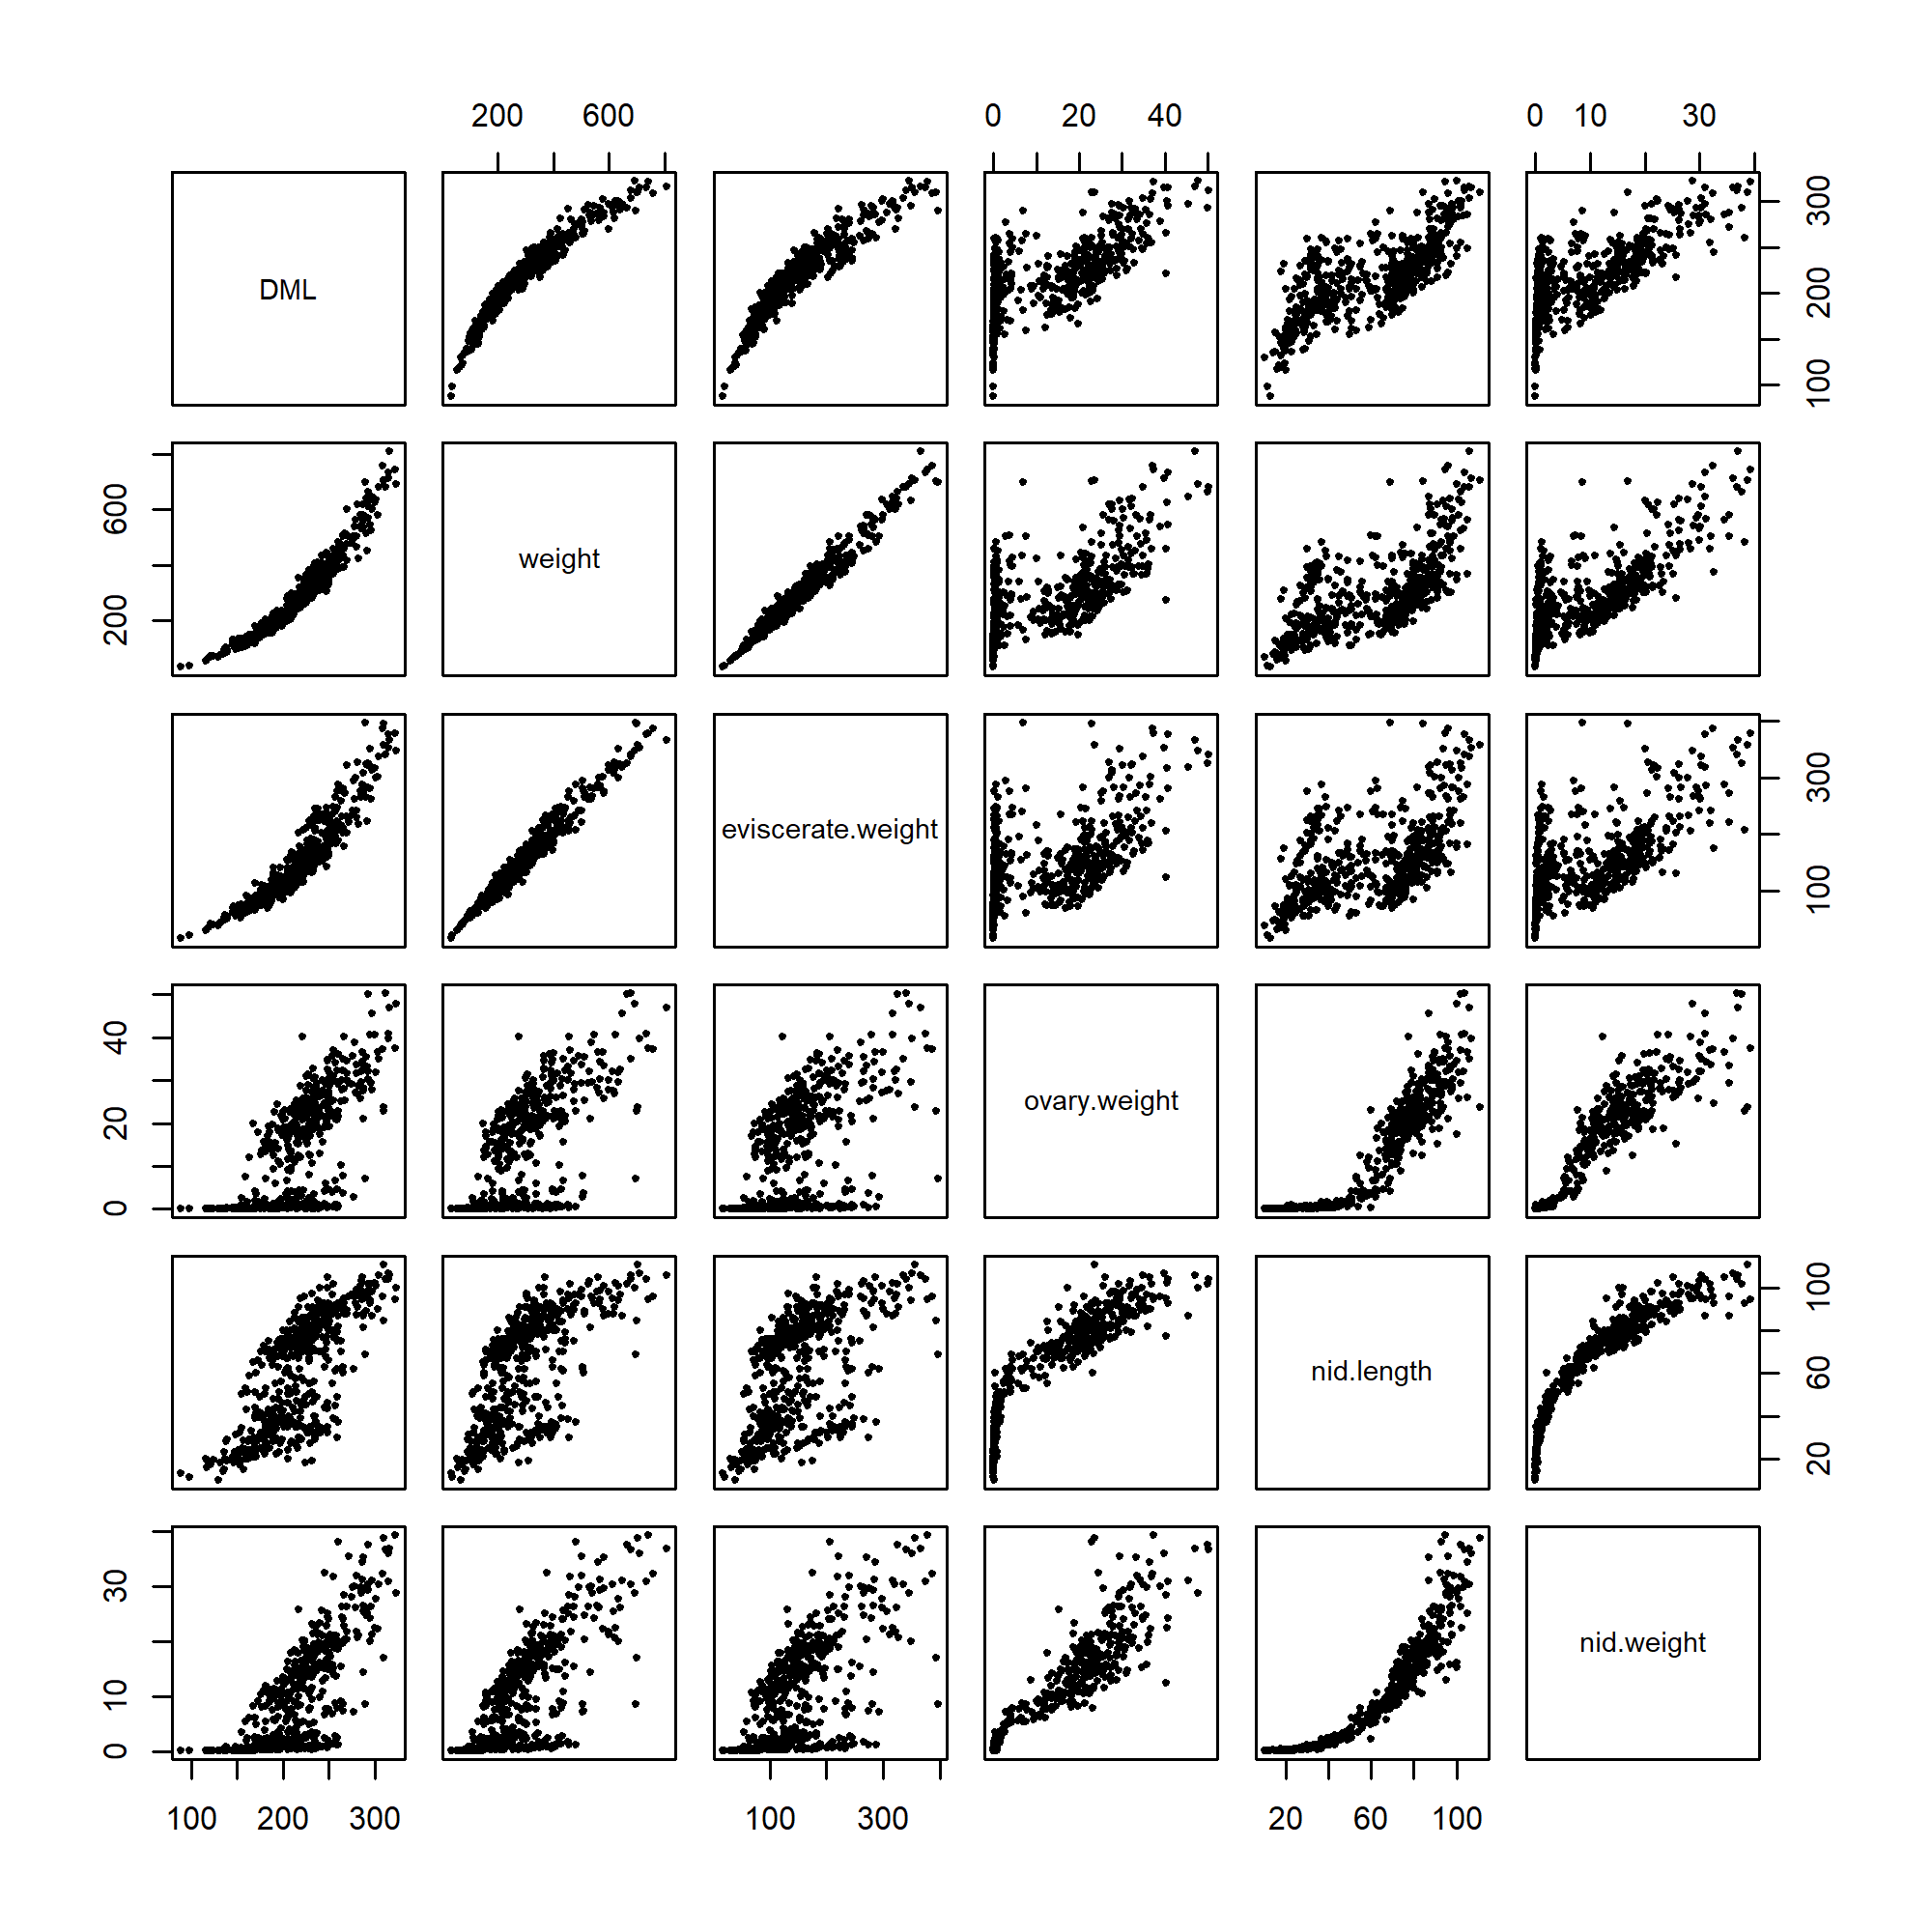 200 600 0 20 40 0 10 30
DML 100 200 300
200 600 weight
eviscerate.weight 100 300
0 20 40 ovary.weight
nid.length 20 60 100
0 10 30 nid.weight
100 200 300 100 300 20 60 100